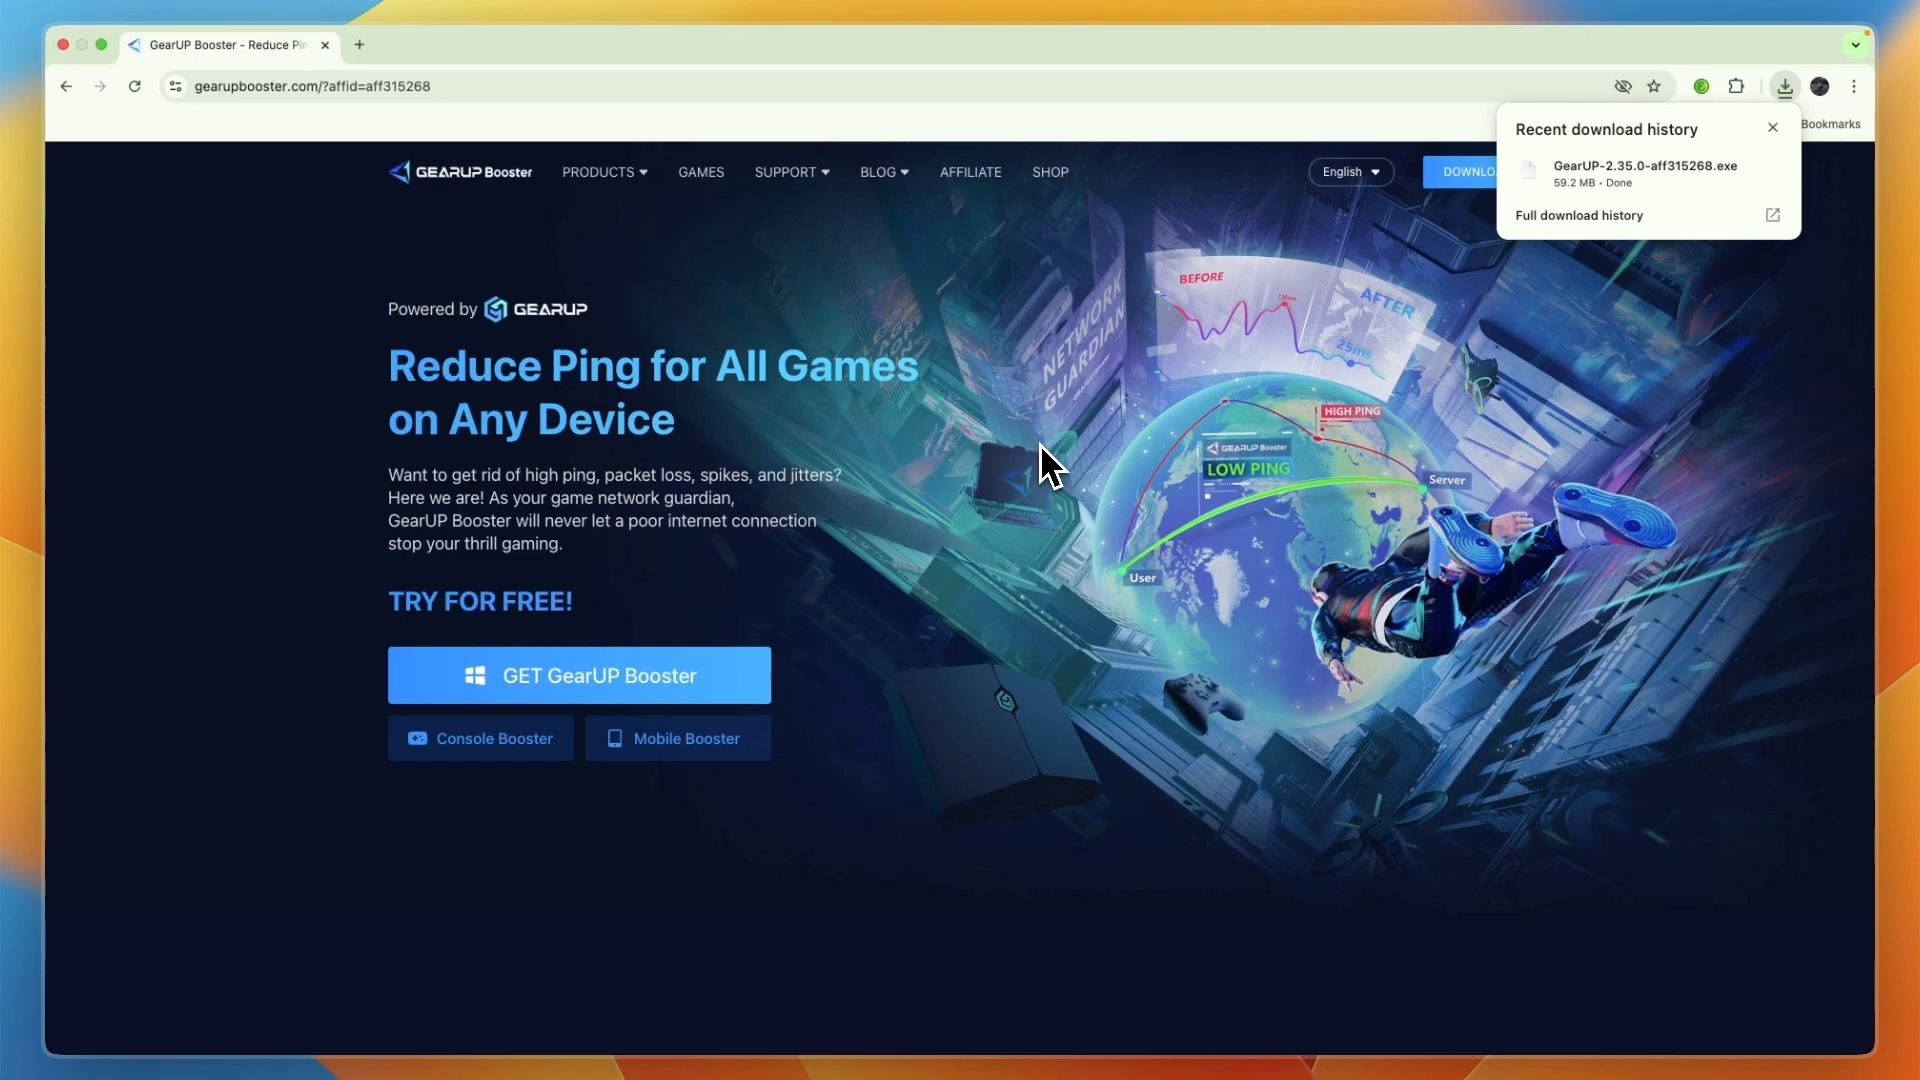 GearUP Booster - Reduce Pin
gearupbooster.com/?affid=aff315268
Bookmarks
Recent download history
GearUP-2.35.0-aff315268.exe
59.2 MB • Done
Full download history
GEARUP Booster
PRODUCTS
GAMES
SUPPORT
BLOG
AFFILIATE
SHOP
English
DOWNLO
Powered by GEARUP
Reduce Ping for All Games
on Any Device
Want to get rid of high ping, packet loss, spikes, and jitters?
Here we are! As your game network guardian,
GearUP Booster will never let a poor internet connection
stop your thrill gaming.
TRY FOR FREE!
GET GearUP Booster
Console Booster
Mobile Booster
NETWORK
GUARDIAN
BEFORE
130ms
AFTER
25ms
HIGH PING
GEARUP Booster
LOW PING
Server
User